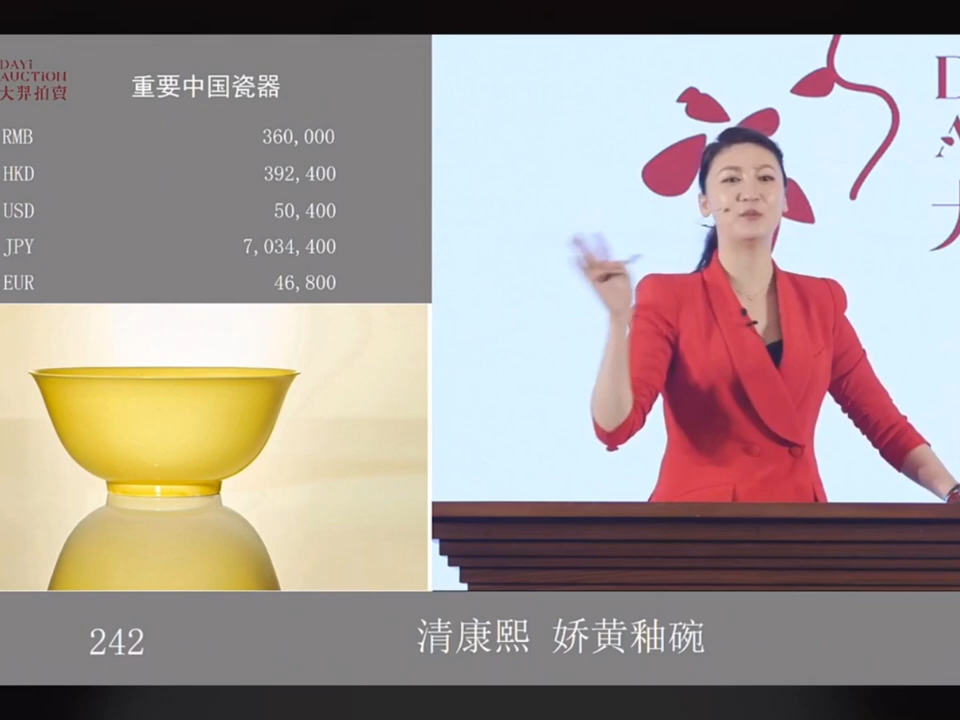 DAYi
AUCTION
大羿拍賣
重要中国瓷器
RMB 360,000
HKD 392,400
USD 50,400
JPY 7,034,400
EUR 46,800
242
清康熙 娇黄釉碗